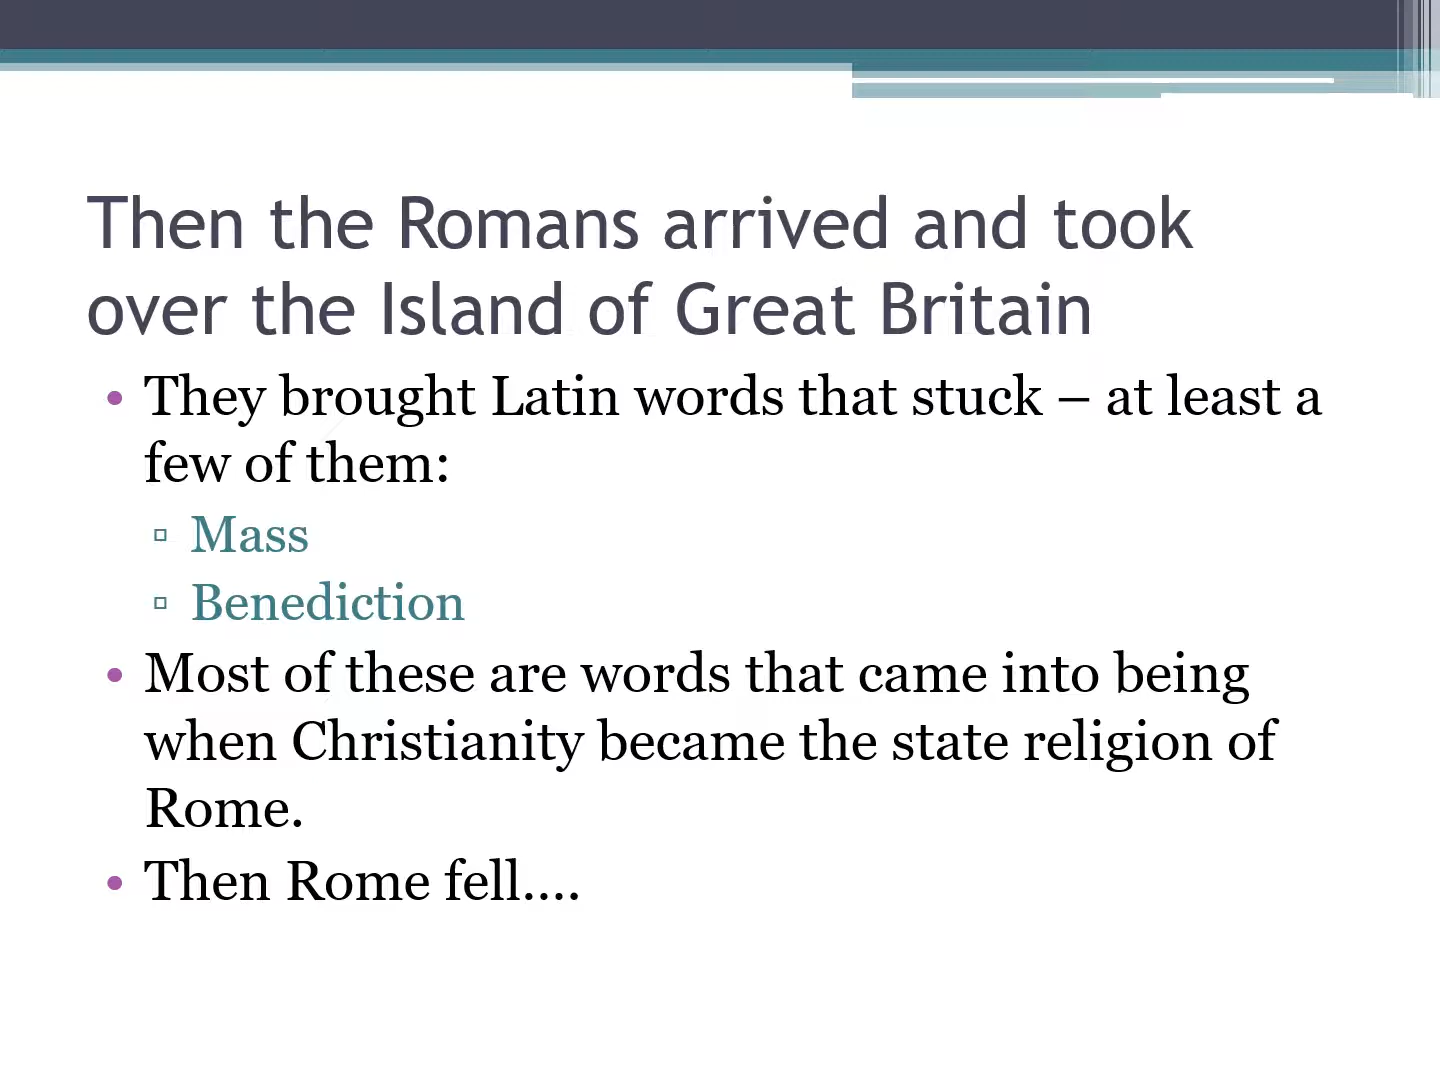 Then the Romans arrived and took
over the Island of Great Britain
• They brought Latin words that stuck – at least a
few of them:
▫ Mass
▫ Benediction
• Most of these are words that came into being
when Christianity became the state religion of
Rome.
• Then Rome fell....